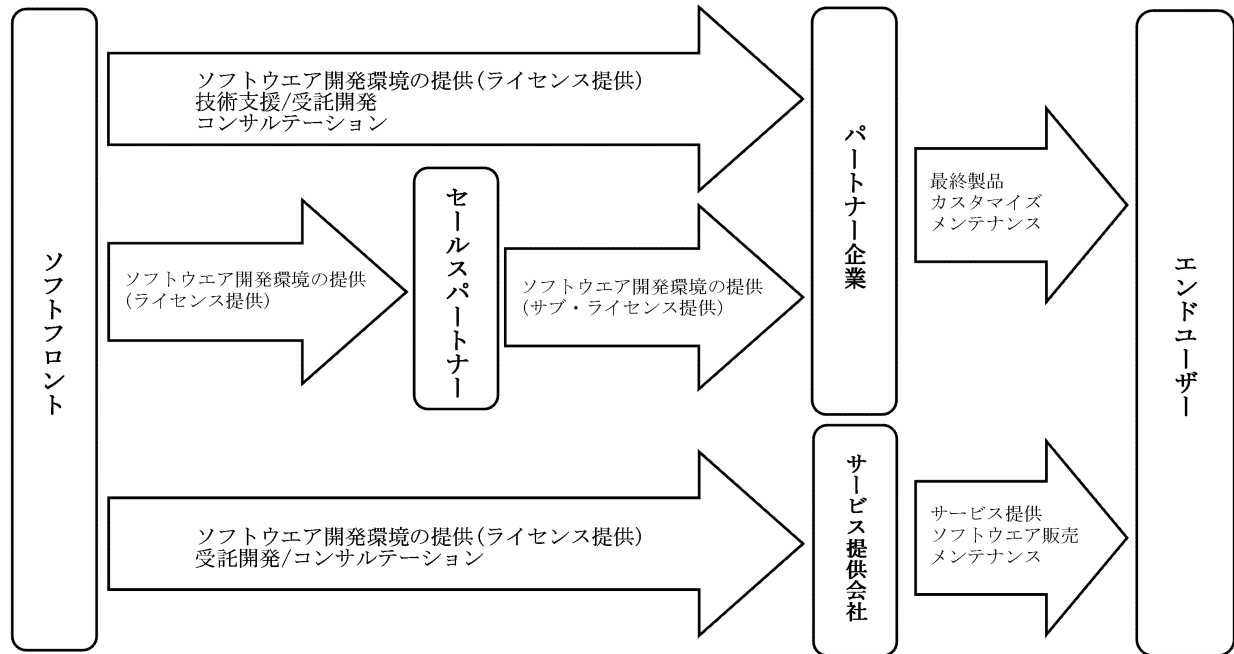 ソフトフロント
ソフトウエア開発環境の提供(ライセンス提供)
技術支援/受託開発
コンサルテーション
ソフトウエア開発環境の提供
(ライセンス提供)
セールスパートナー
ソフトウエア開発環境の提供
(サブ・ライセンス提供)
ソフトウエア開発環境の提供(ライセンス提供)
受託開発/コンサルテーション
パートナー企業
サービス提供会社
最終製品
カスタマイズ
メンテナンス
サービス提供
ソフトウエア販売
メンテナンス
エンドユーザー